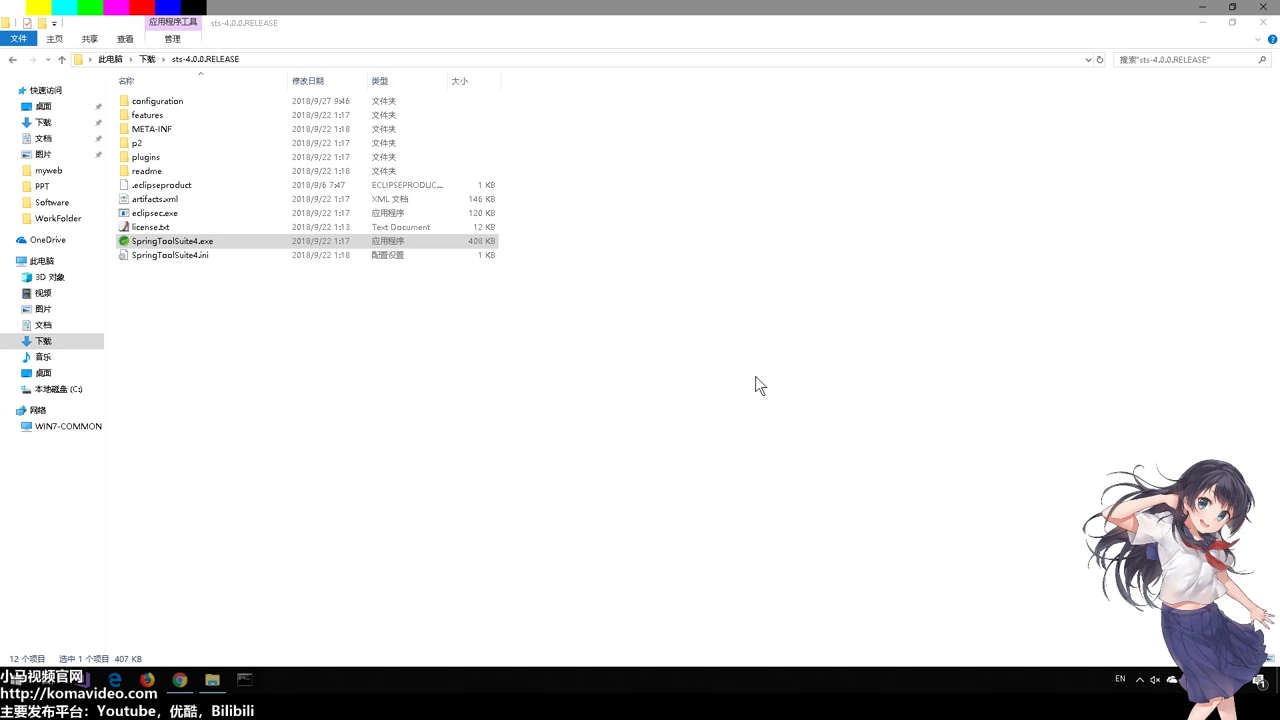 应用程序工具 sts-4.0.0.RELEASE
文件 主页 共享 查看 管理
此电脑 下载 sts-4.0.0.RELEASE 搜索"sts-4.0.0.RELEASE"
名称 修改日期 类型 大小
快速访问
桌面
下载
文档
图片
myweb
PPT
Software
WorkFolder
OneDrive
此电脑
3D 对象
视频
图片
文档
下载
音乐
桌面
本地磁盘 (C:)
网络
WIN7-COMMON
configuration 2018/9/27 9:46 文件夹
features 2018/9/22 1:17 文件夹
META-INF 2018/9/22 1:18 文件夹
p2 2018/9/22 1:17 文件夹
plugins 2018/9/22 1:17 文件夹
readme 2018/9/22 1:18 文件夹
.eclipseproduct 2018/9/6 7:47 ECLIPSEPRODUC... 1 KB
artifacts.xml 2018/9/22 1:17 XML 文档 146 KB
eclipsec.exe 2018/9/22 1:17 应用程序 120 KB
license.txt 2018/9/22 1:13 Text Document 12 KB
SpringToolSuite4.exe 2018/9/22 1:17 应用程序 408 KB
SpringToolSuite4.ini 2018/9/22 1:18 配置设置 1 KB
12 个项目 选中 1 个项目 407 KB
小马视频官网
http://komavideo.com
主要发布平台：Youtube，优酷，Bilibili
EN
1